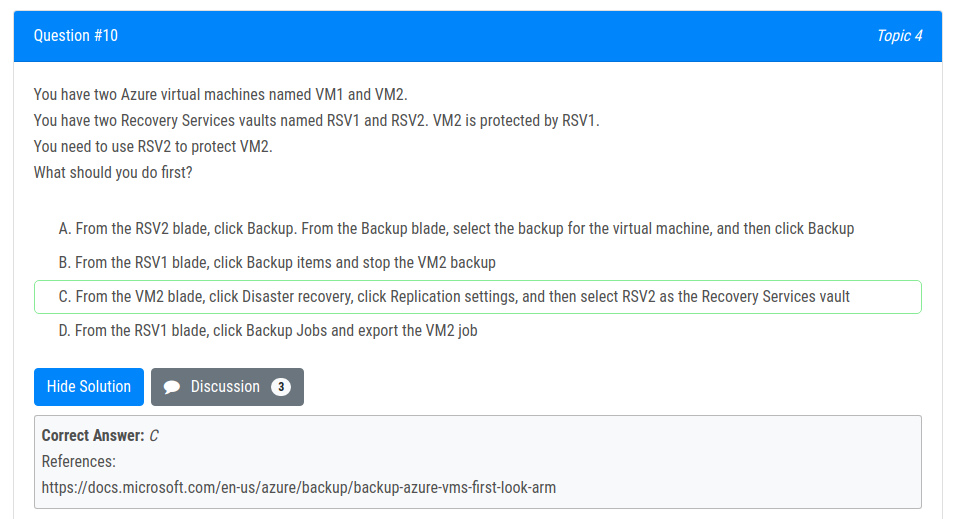 Question #10
Topic 4
You have two Azure virtual machines named VM1 and VM2.
You have two Recovery Services vaults named RSV1 and RSV2. VM2 is protected by RSV1.
You need to use RSV2 to protect VM2.
What should you do first?
A. From the RSV2 blade, click Backup. From the Backup blade, select the backup for the virtual machine, and then click Backup
B. From the RSV1 blade, click Backup items and stop the VM2 backup
C. From the VM2 blade, click Disaster recovery, click Replication settings, and then select RSV2 as the Recovery Services vault
D. From the RSV1 blade, click Backup Jobs and export the VM2 job
Hide Solution
Discussion 3
Correct Answer: C
References:
https://docs.microsoft.com/en-us/azure/backup/backup-azure-vms-first-look-arm